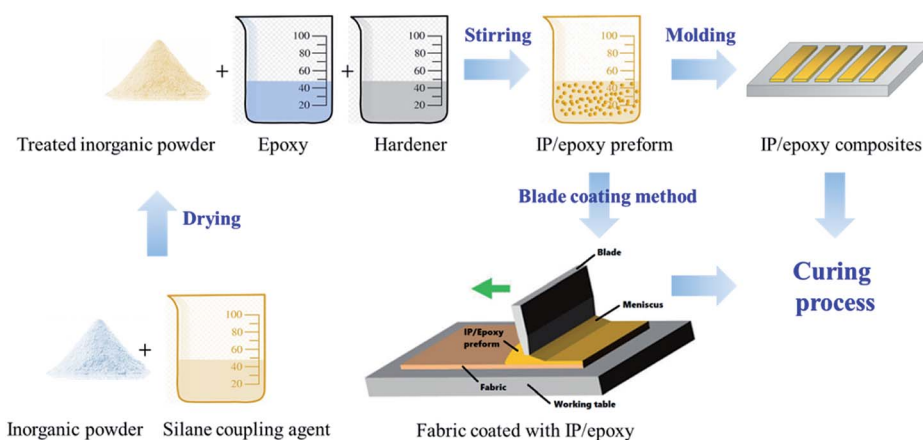 Stirring
Molding
+
+
100
80
60
40
20
100
80
60
40
20
100
80
60
40
20
Treated inorganic powder
Epoxy
Hardener
IP/epoxy preform
IP/epoxy composites
Drying
Blade coating method
Curing
process
+
100
80
60
40
20
Blade
Meniscus
IP/Epoxy
preform
Fabric
Working table
Inorganic powder
Silane coupling agent
Fabric coated with IP/epoxy